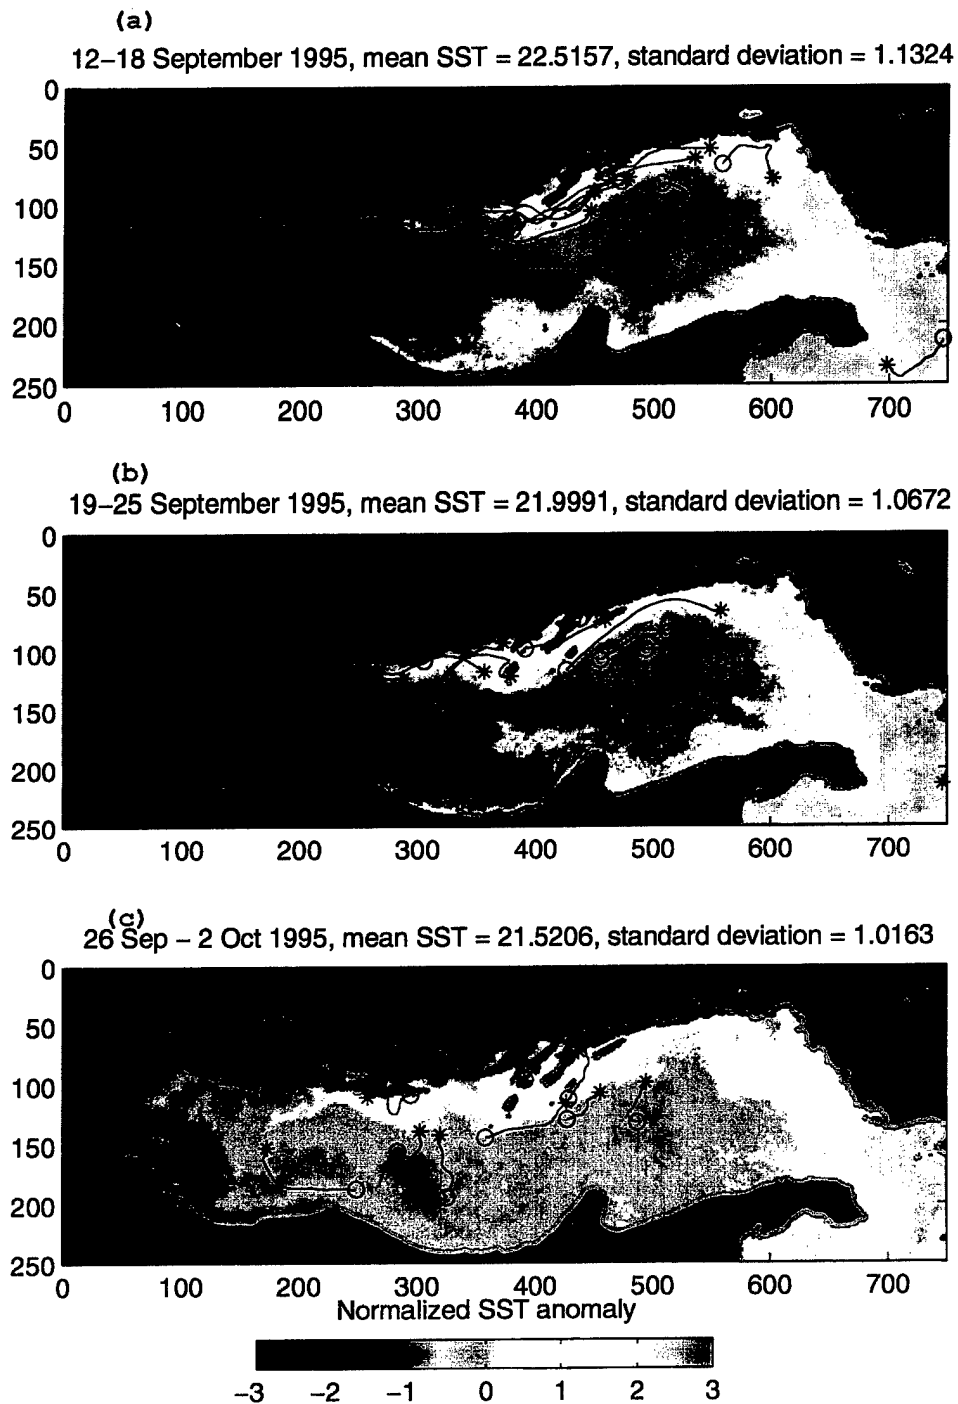 (a)
12–18 September 1995, mean SST = 22.5157, standard deviation = 1.1324
0
50
100
150
200
250
0 100 200 300 400 500 600 700
(b)
19–25 September 1995, mean SST = 21.9991, standard deviation = 1.0672
0
50
100
150
200
250
0 100 200 300 400 500 600 700
(c)
26 Sep – 2 Oct 1995, mean SST = 21.5206, standard deviation = 1.0163
0
50
100
150
200
250
0 100 200 300 400 500 600 700
Normalized SST anomaly
−3 −2 −1 0 1 2 3